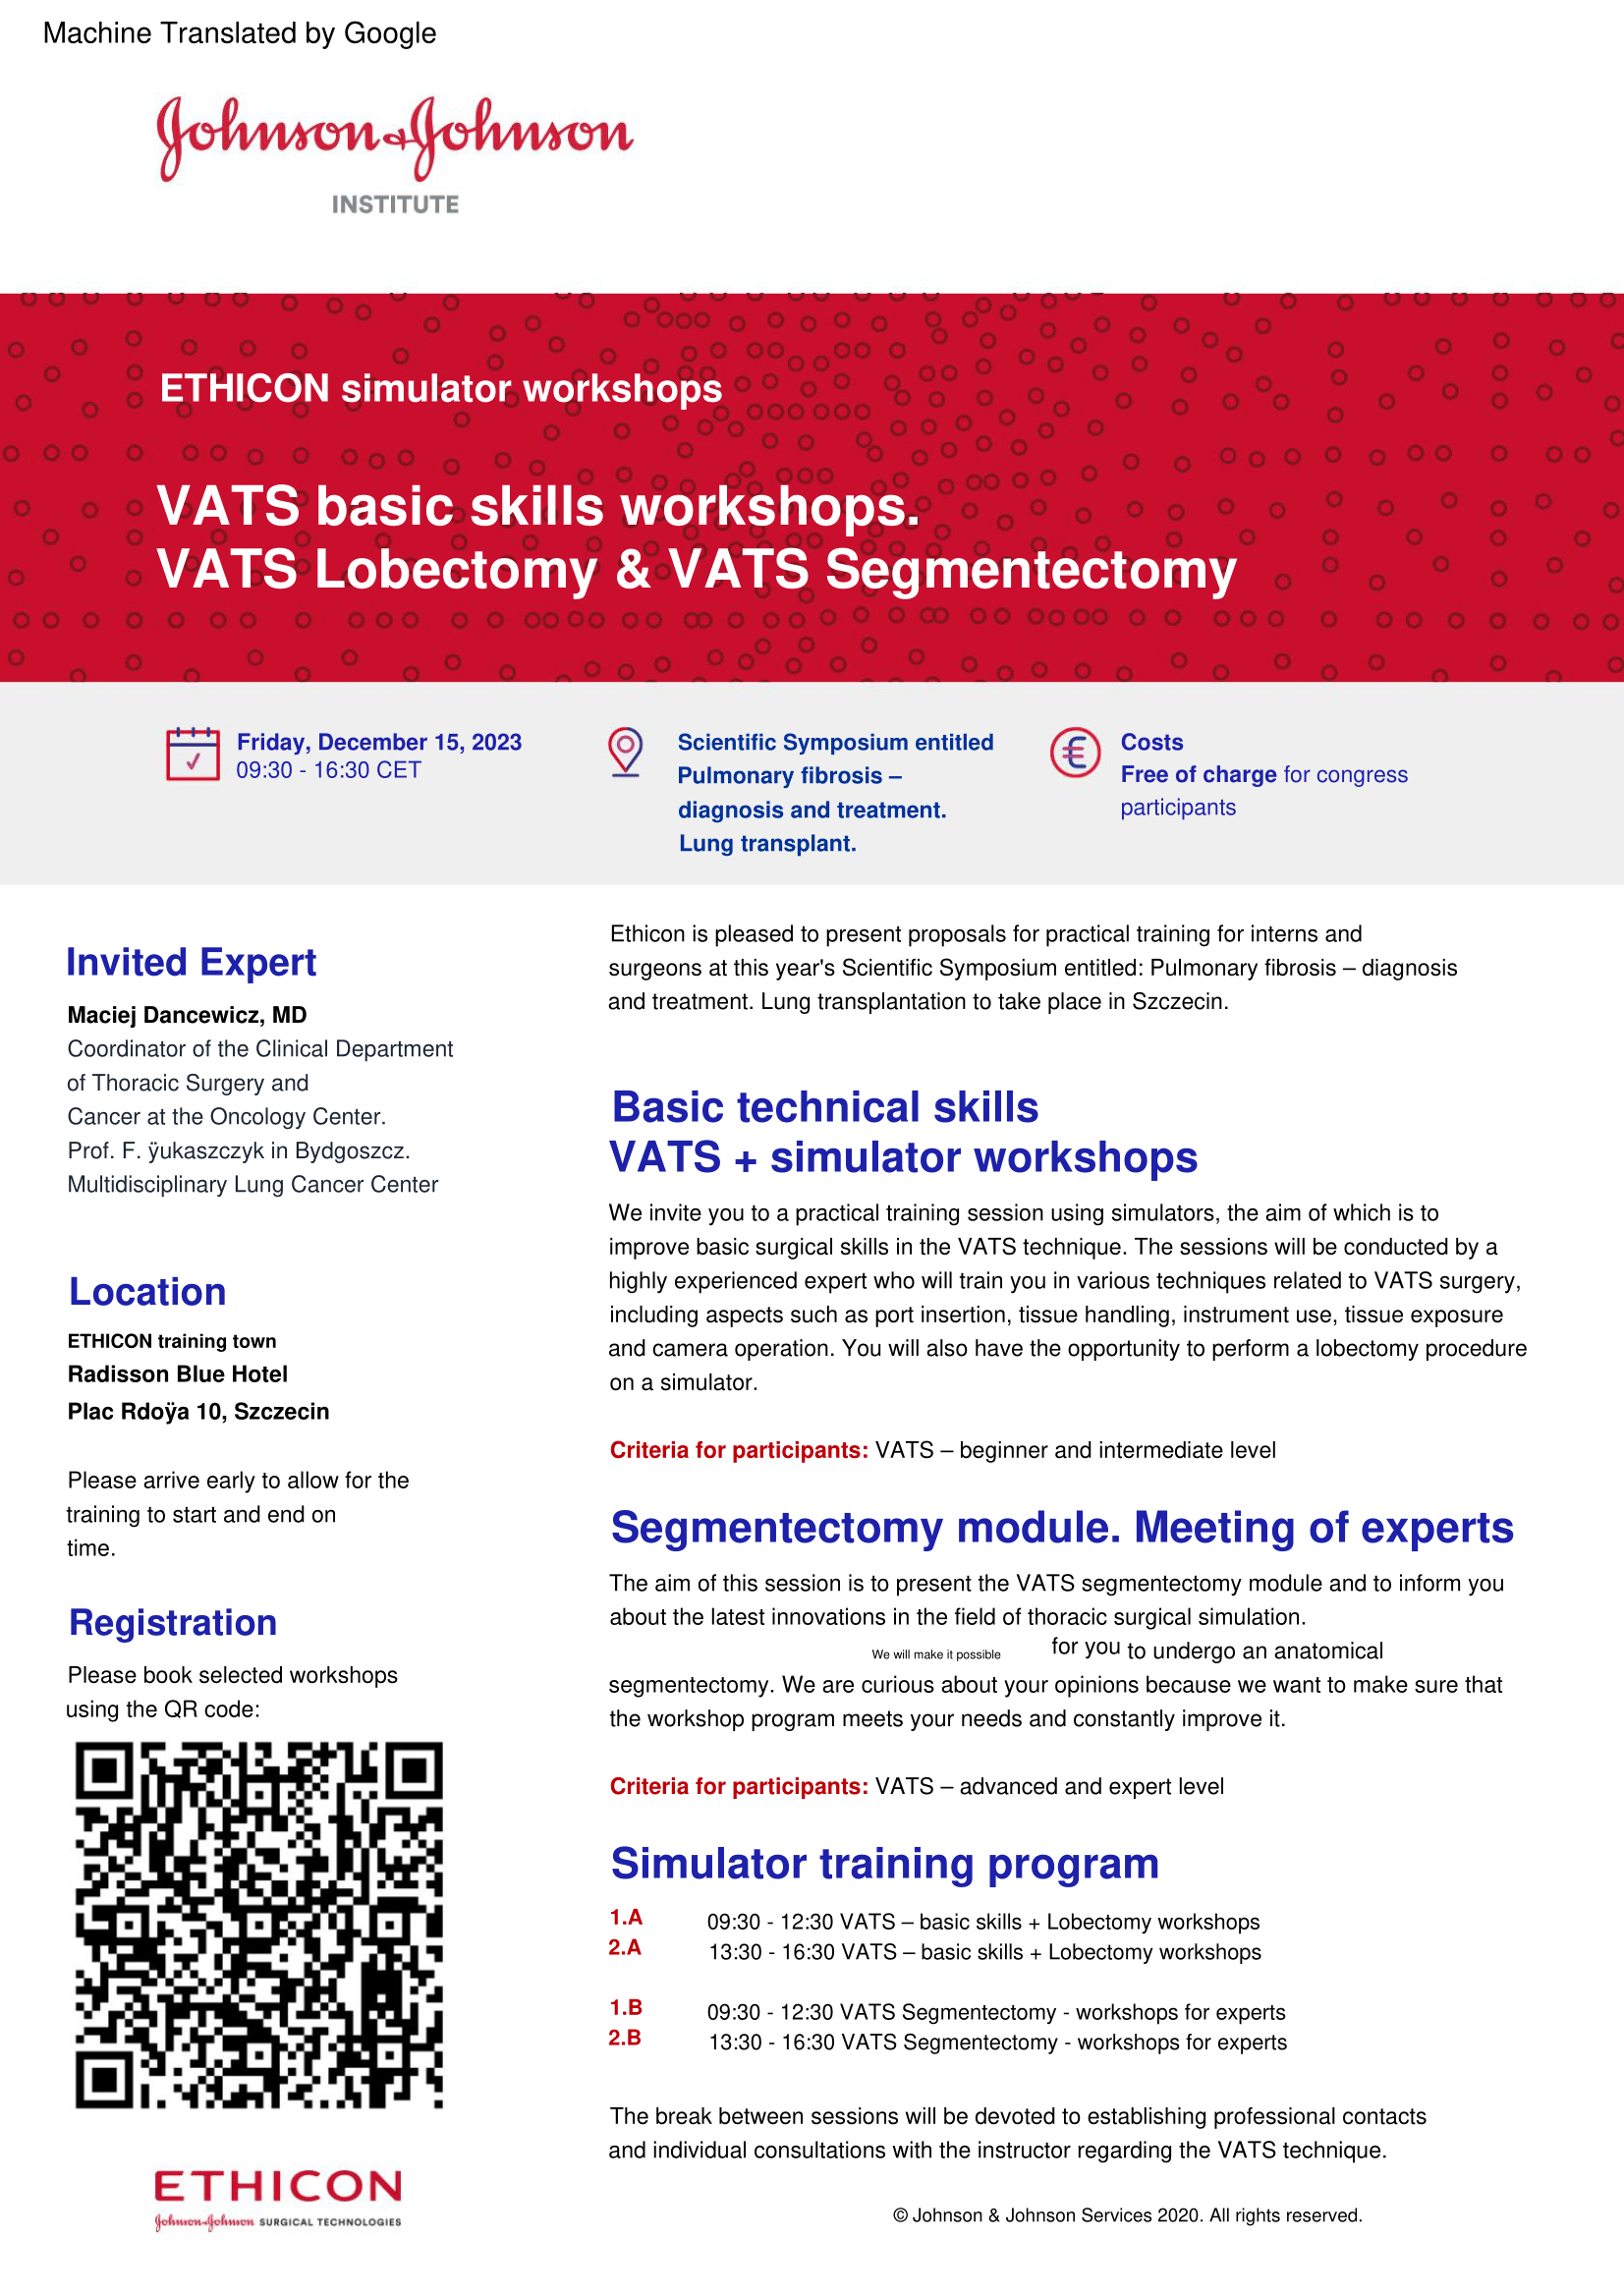 Machine Translated by Google
Johnson & Johnson
INSTITUTE
ETHICON simulator workshops
VATS basic skills workshops.
VATS Lobectomy & VATS Segmentectomy
Friday, December 15, 2023
09:30 - 16:30 CET
Scientific Symposium entitled
Pulmonary fibrosis –
diagnosis and treatment.
Lung transplant.
Costs
Free of charge for congress
participants
Invited Expert
Maciej Dancewicz, MD
Coordinator of the Clinical Department
of Thoracic Surgery and
Cancer at the Oncology Center.
Prof. F. ÿukaszczyk in Bydgoszcz.
Multidisciplinary Lung Cancer Center
Location
ETHICON training town
Radisson Blue Hotel
Plac Rdoÿa 10, Szczecin
Please arrive early to allow for the
training to start and end on
time.
Registration
Please book selected workshops
using the QR code:
ETHICON
Johnson & Johnson SURGICAL TECHNOLOGIES
Ethicon is pleased to present proposals for practical training for interns and
surgeons at this year's Scientific Symposium entitled: Pulmonary fibrosis – diagnosis
and treatment. Lung transplantation to take place in Szczecin.
Basic technical skills
VATS + simulator workshops
We invite you to a practical training session using simulators, the aim of which is to
improve basic surgical skills in the VATS technique. The sessions will be conducted by a
highly experienced expert who will train you in various techniques related to VATS surgery,
including aspects such as port insertion, tissue handling, instrument use, tissue exposure
and camera operation. You will also have the opportunity to perform a lobectomy procedure
on a simulator.
Criteria for participants: VATS – beginner and intermediate level
Segmentectomy module. Meeting of experts
The aim of this session is to present the VATS segmentectomy module and to inform you
about the latest innovations in the field of thoracic surgical simulation.
We will make it possible for you to undergo an anatomical
segmentectomy. We are curious about your opinions because we want to make sure that
the workshop program meets your needs and constantly improve it.
Criteria for participants: VATS – advanced and expert level
Simulator training program
1.A 09:30 - 12:30 VATS – basic skills + Lobectomy workshops
2.A 13:30 - 16:30 VATS – basic skills + Lobectomy workshops
1.B 09:30 - 12:30 VATS Segmentectomy - workshops for experts
2.B 13:30 - 16:30 VATS Segmentectomy - workshops for experts
The break between sessions will be devoted to establishing professional contacts
and individual consultations with the instructor regarding the VATS technique.
© Johnson & Johnson Services 2020. All rights reserved.